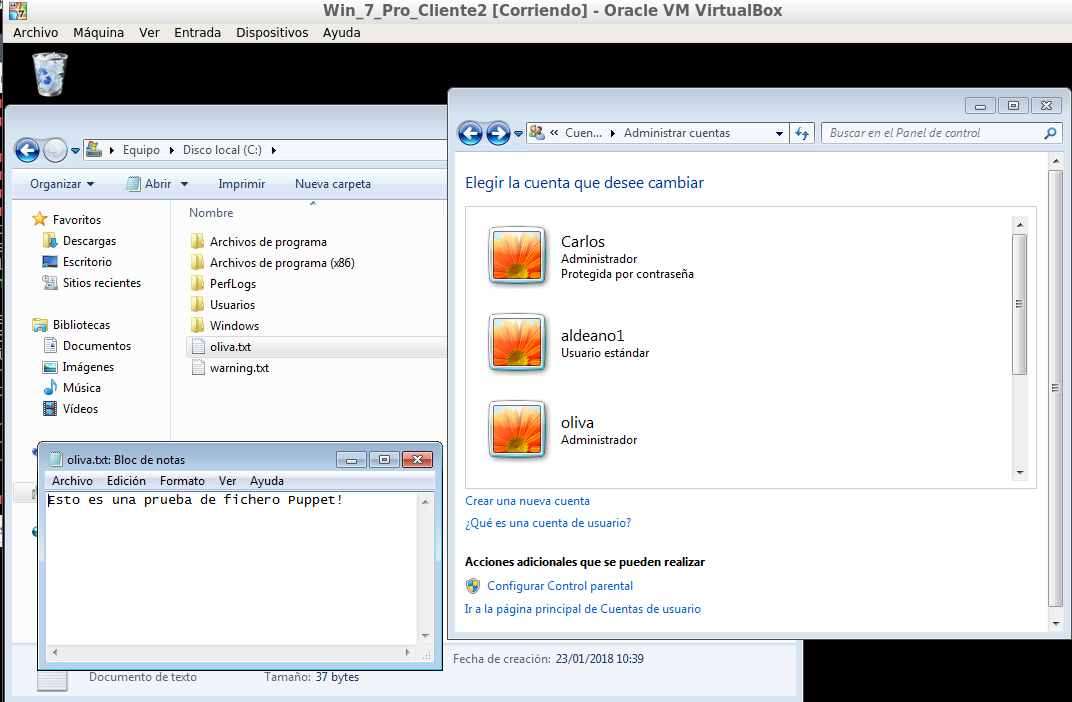 Win_7_Pro_Cliente2 [Corriendo] - Oracle VM VirtualBox
Archivo Máquina Ver Entrada Dispositivos Ayuda
Equipo Disco local (C:)
Organizar Abrir Imprimir Nueva carpeta
Favoritos
Descargas
Escritorio
Sitios recientes
Bibliotecas
Documentos
Imágenes
Música
Vídeos
Nombre
Archivos de programa
Archivos de programa (x86)
PerfLogs
Usuarios
Windows
oliva.txt
warning.txt
oliva.txt: Bloc de notas
Archivo Edición Formato Ver Ayuda
Esto es una prueba de fichero Puppet!
Documento de texto
Tamaño: 37 bytes
Fecha de creación: 23/01/2018 10:39
« Cuen... Administrar cuentas
Buscar en el Panel de control
Elegir la cuenta que desee cambiar
Carlos
Administrador
Protegida por contraseña
aldeano1
Usuario estándar
oliva
Administrador
Crear una nueva cuenta
¿Qué es una cuenta de usuario?
Acciones adicionales que se pueden realizar
Configurar Control parental
Ir a la página principal de Cuentas de usuario